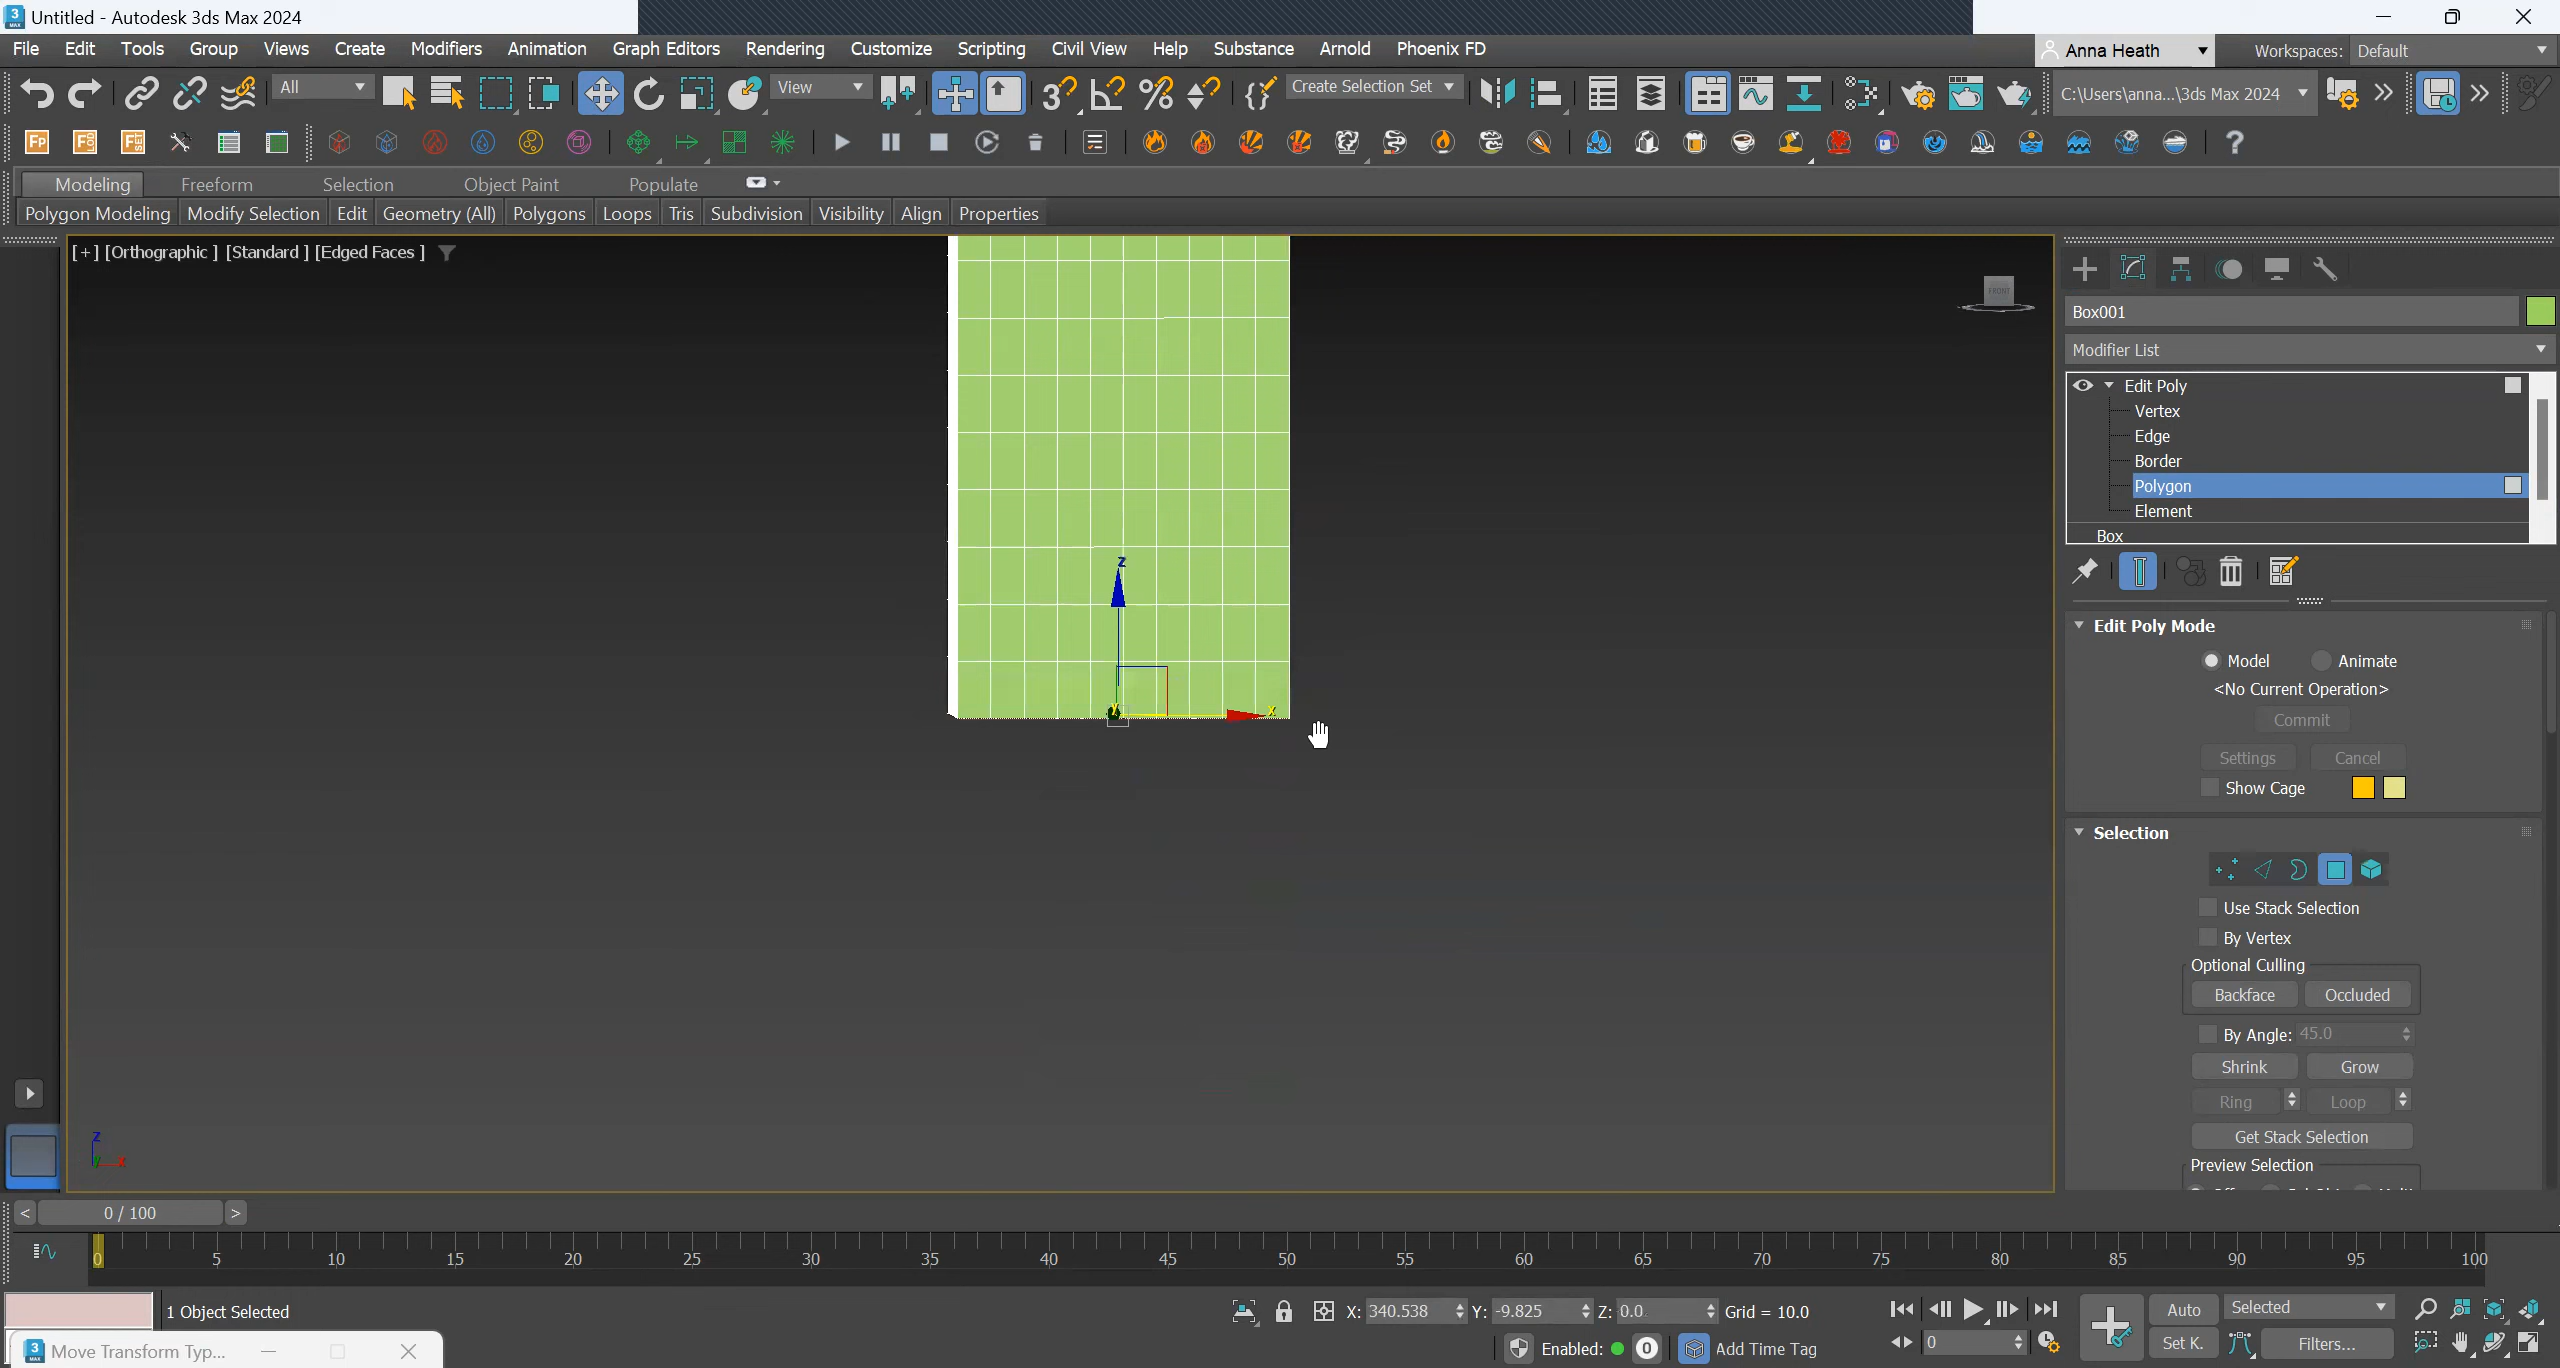 Untitled - Autodesk 3ds Max 2024
File Edit Tools Group Views Create Modifiers Animation Graph Editors Rendering Customize Scripting Civil View Help Substance Arnold Phoenix FD
Anna Heath Workspaces: Default
All View Create Selection Set C:\Users\anna...\3ds Max 2024
Modeling Freeform Selection Object Paint Populate
Polygon Modeling Modify Selection Edit Geometry (All) Polygons Loops Tris Subdivision Visibility Align Properties
[+] [Orthographic ] [Standard ] [Edged Faces ]
FRONT
Box001
Modifier List
Edit Poly
Vertex
Edge
Border
Polygon
Element
Box
z
Y x
Edit Poly Mode
Model Animate
<No Current Operation>
Commit
Settings Cancel
Show Cage
Selection
Use Stack Selection
By Vertex
Optional Culling
Backface Occluded
By Angle: 45.0
Shrink Grow
Ring Loop
Get Stack Selection
Preview Selection
z
Y x
< 0 / 100 >
0 5 10 15 20 25 30 35 40 45 50 55 60 65 70 75 80 85 90 95 100
1 Object Selected
X: 340.538 Y: -9.825 Z: 0.0 Grid = 10.0
Auto Selected
Move Transform Typ...
Enabled: 0 Add Time Tag
0 Set K. Filters...